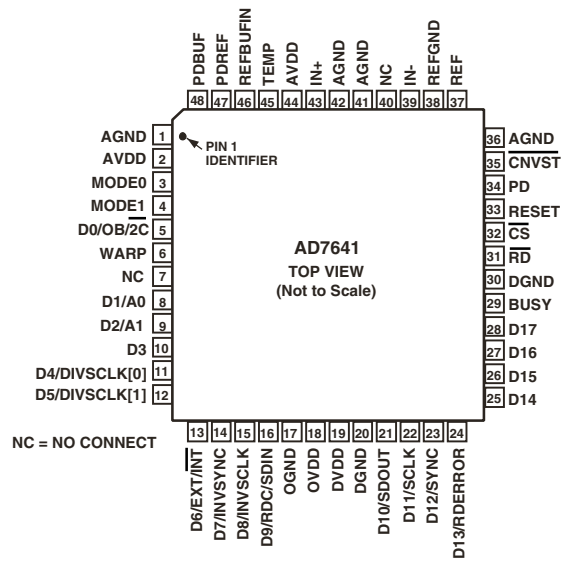 PDBUF
PDREF
REFBUFIN
TEMP
AVDD
IN+
AGND
AGND
NC
IN-
REFGND
REF
48 47 46 45 44 43 42 41 40 39 38 37
AGND 1
AVDD 2
MODE0 3
MODE1 4
D0/OB/2C 5
WARP 6
NC 7
D1/A0 8
D2/A1 9
D3 10
D4/DIVSCLK[0] 11
D5/DIVSCLK[1] 12
PIN 1
IDENTIFIER
AD7641
TOP VIEW
(Not to Scale)
36 AGND
35 CNVST
34 PD
33 RESET
32 CS
31 RD
30 DGND
29 BUSY
28 D17
27 D16
26 D15
25 D14
NC = NO CONNECT
13 14 15 16 17 18 19 20 21 22 23 24
D6/EXT/INT
D7/INVSYNC
D8/INVSCLK
D9/RDC/SDIN
OGND
OVDD
DVDD
DGND
D10/SDOUT
D11/SCLK
D12/SYNC
D13/RDERROR